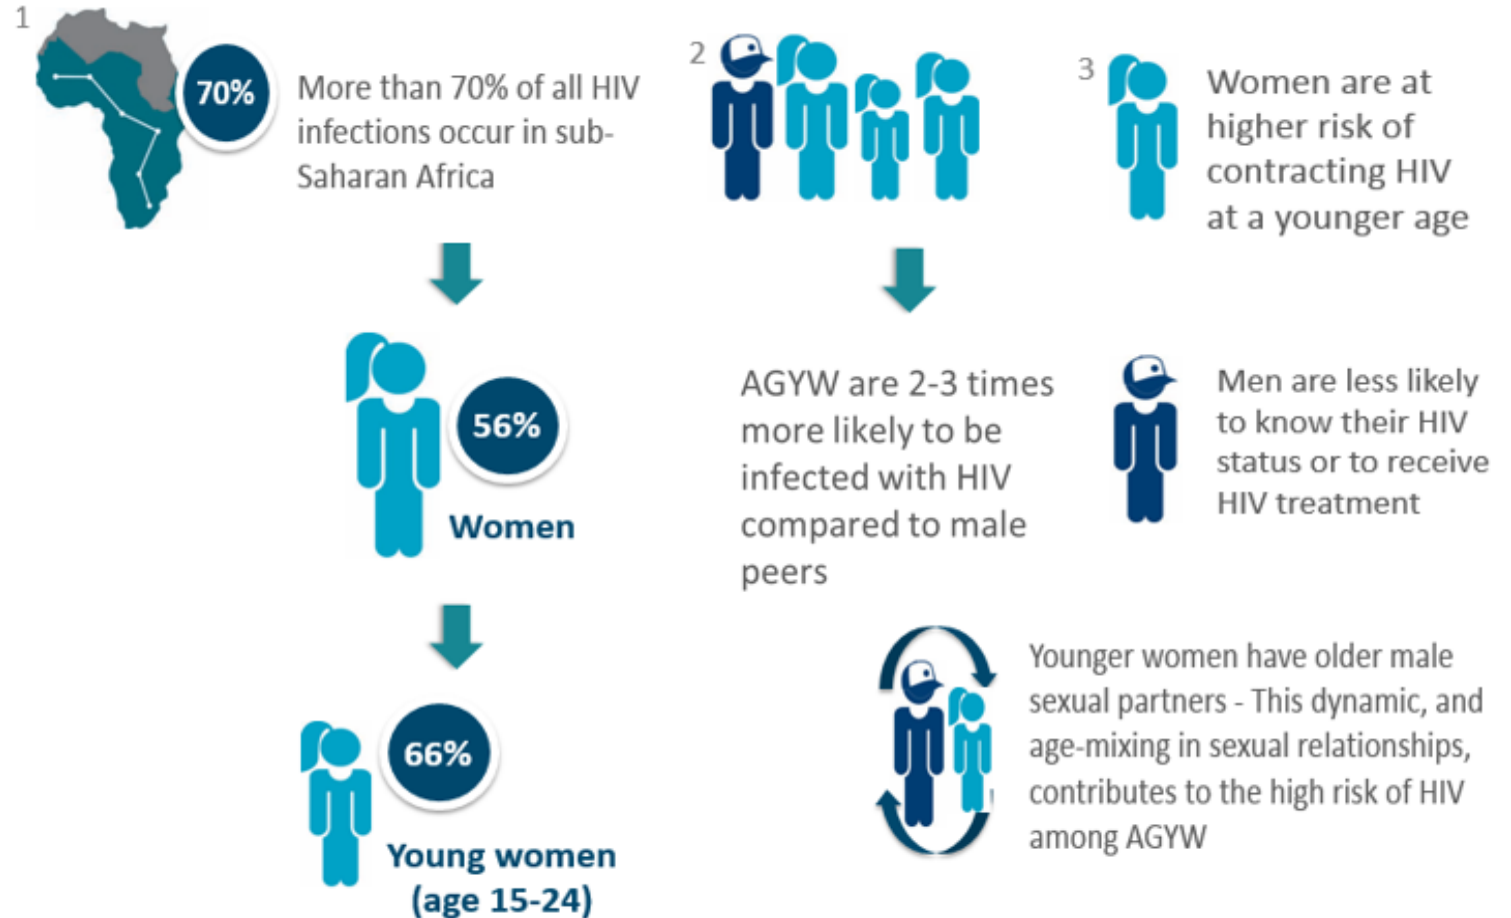 1
70%
More than 70% of all HIV
infections occur in sub-
Saharan Africa
56%
Women
66%
Young women
(age 15-24)
2
AGYW are 2-3 times
more likely to be
infected with HIV
compared to male
peers
3
Women are at
higher risk of
contracting HIV
at a younger age
Men are less likely
to know their HIV
status or to receive
HIV treatment
Younger women have older male
sexual partners - This dynamic, and
age-mixing in sexual relationships,
contributes to the high risk of HIV
among AGYW